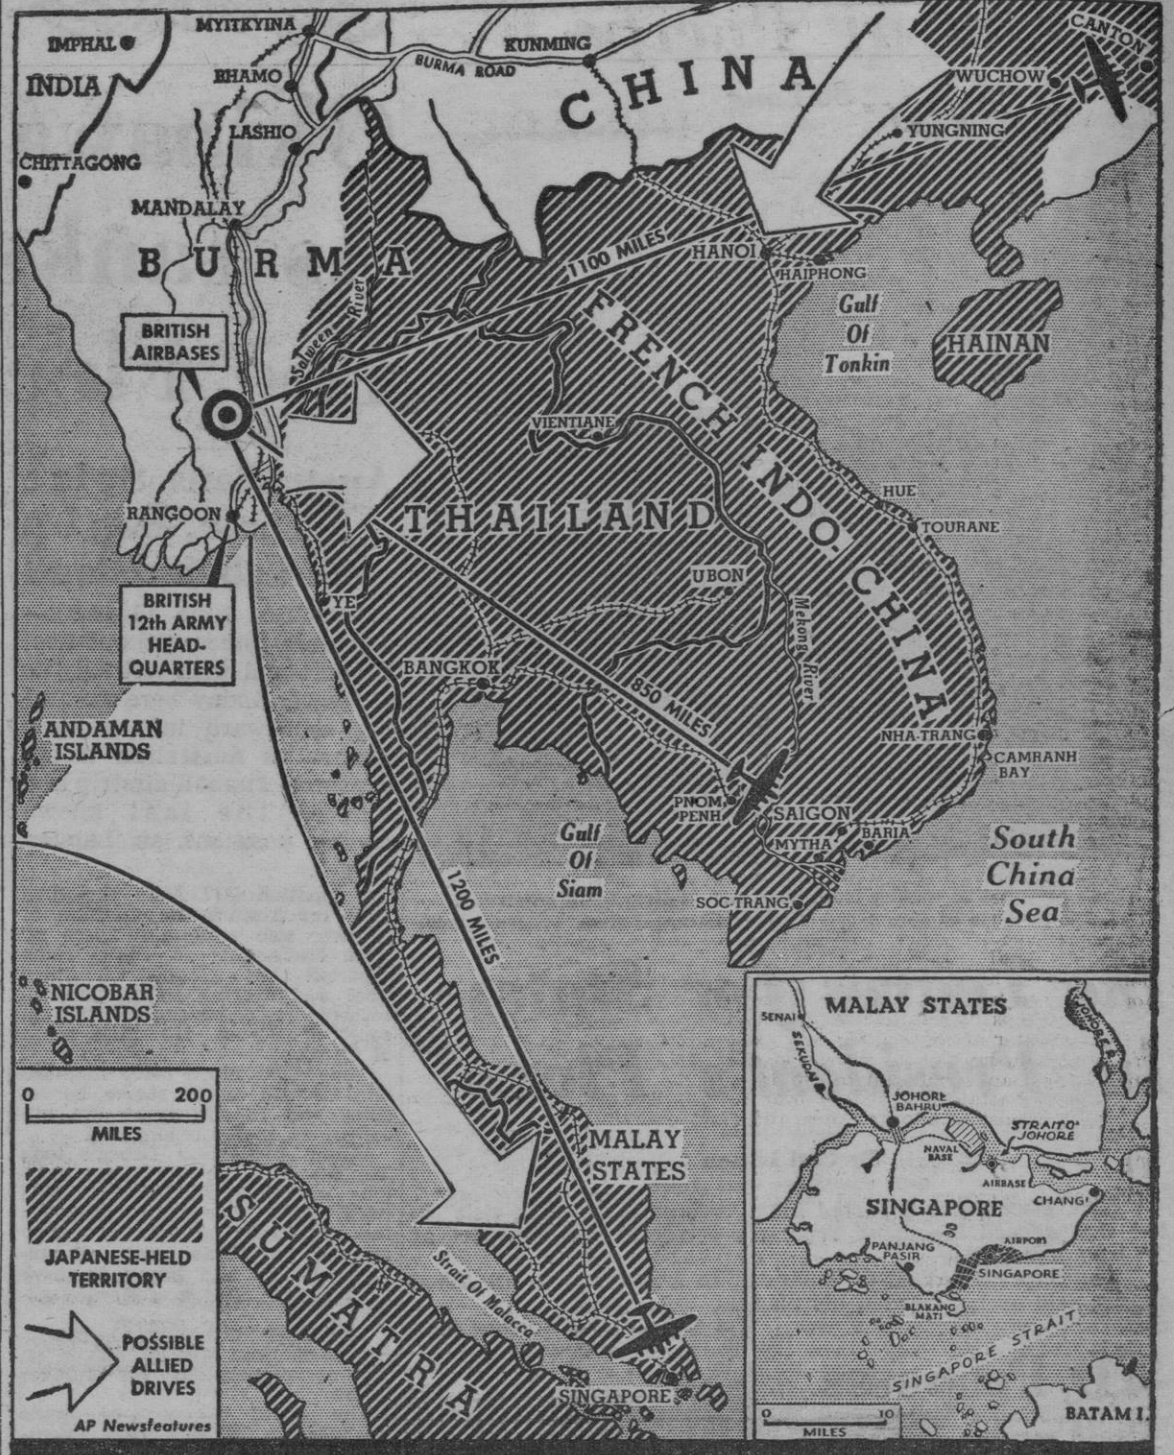 MYITKYINA
IMPHAL
INDIA
BHAMO
KUNMING
BURMA ROAD
CHINA
CANTON
WUCHOW
YUNGNING
LASHIO
CHITTAGONG
MANDALAY
BURMA
Salween River
1100 MILES
HANOI
HAIPHONG
Gulf
Of
Tonkin
HAINAN
BRITISH
AIRBASES
FRENCH INDO-CHINA
VIENTIANE
RANGOON
THAILAND
HUE
TOURANE
UBON
Mekong River
BRITISH
12th ARMY
HEAD-
QUARTERS
YE
BANGKOK
850 MILES
ANDAMAN
ISLANDS
NHA-TRANG
CAMRANH
BAY
PNOM
PENH
SAIGON
BARIA
MYTHA
SOC-TRANG
Gulf
Of
Siam
South
China
Sea
1200 MILES
NICOBAR
ISLANDS
0 200
MILES
JAPANESE-HELD
TERRITORY
POSSIBLE
ALLIED
DRIVES
AP Newsfeatures
SUMATRA
Strait Of Malacca
MALAY
STATES
SINGAPORE
MALAY STATES
SENAI
SEKUDAI
JOHORE R.
JOHORE
BAHRU
STRAIT O'
JOHORE
NAVAL
BASE
AIRBASE
CHANGI
SINGAPORE
PANJANG
PASIR
AIRPORT
SINGAPORE
BLAKANG
MATI
SINGAPORE STRAIT
BATAM I.
0 10
MILES